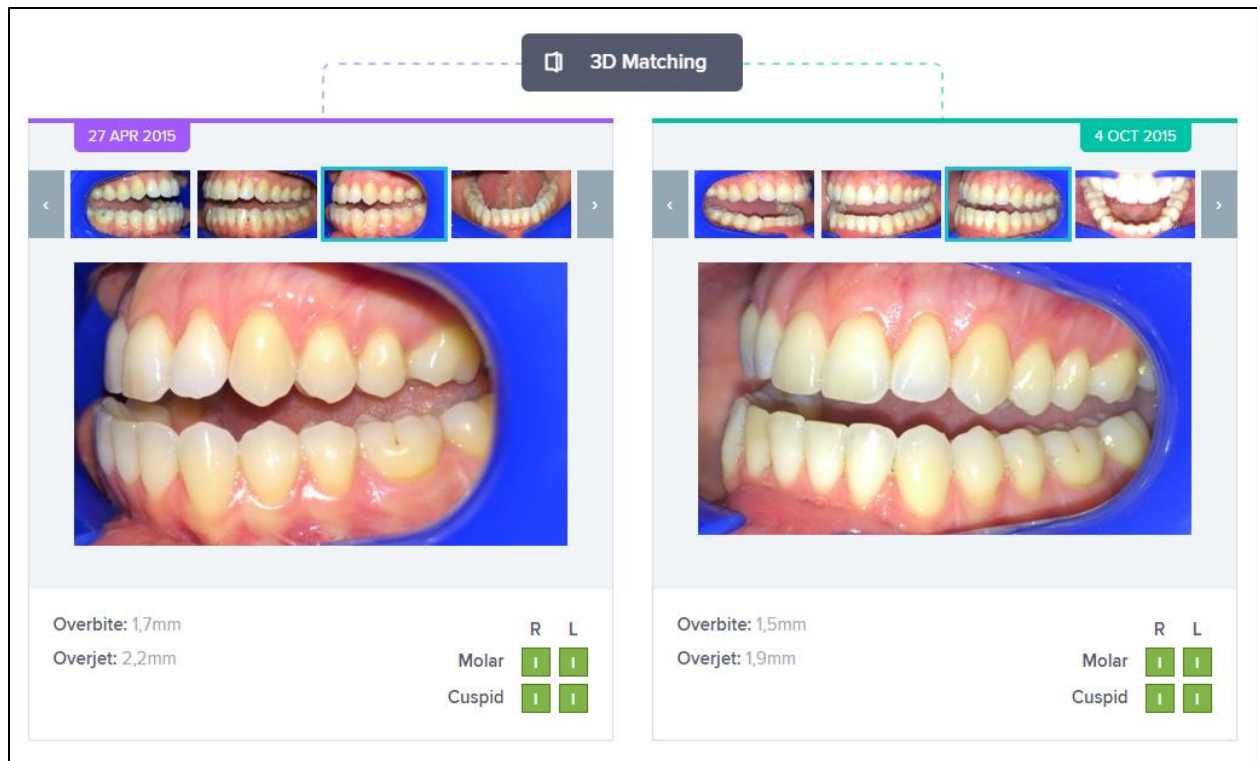 3D Matching
27 APR 2015
4 OCT 2015
Overbite: 1,7mm
Overjet: 2,2mm
R L
Molar I I
Cuspid I I
Overbite: 1,5mm
Overjet: 1,9mm
R L
Molar I I
Cuspid I I